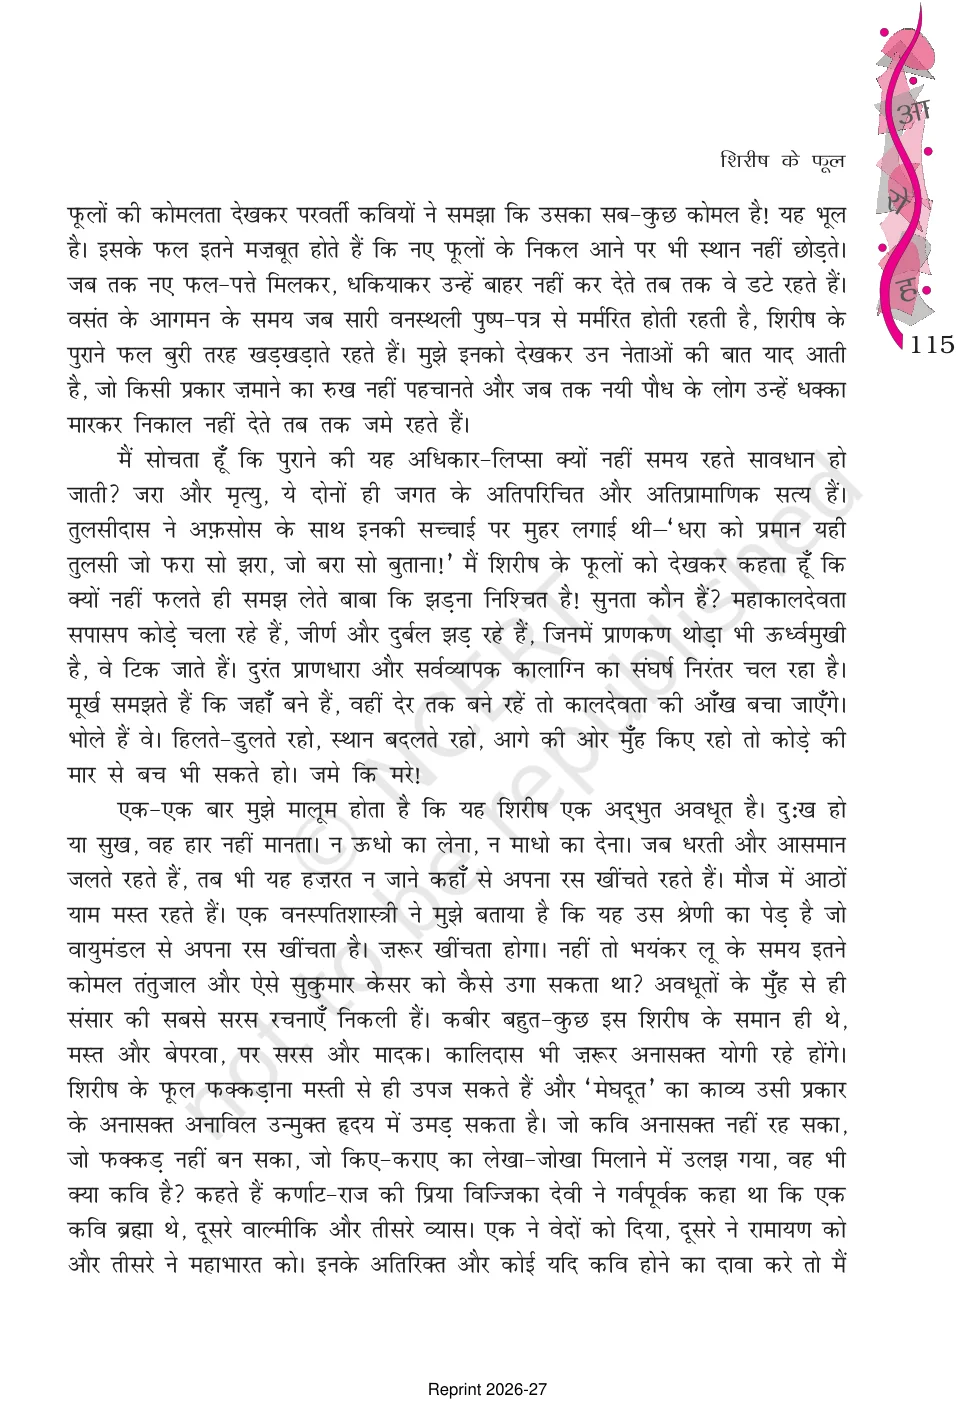 शिरीष के फूल
115
फूलों की कोमलता देखकर परवर्ती कवियों ने समझा कि उसका सब-कुछ कोमल है! यह भूल
है। इसके फल इतने मज़बूत होते हैं कि नए फूलों के निकल आने पर भी स्थान नहीं छोड़ते।
जब तक नए फल-पत्ते मिलकर, धकियाकर उन्हें बाहर नहीं कर देते तब तक वे डटे रहते हैं।
वसंत के आगमन के समय जब सारी वनस्थली पुष्प-पत्र से मर्मरित होती रहती है, शिरीष के
पुराने फल बुरी तरह खड़खड़ाते रहते हैं। मुझे इनको देखकर उन नेताओं की बात याद आती
है, जो किसी प्रकार ज़माने का रुख नहीं पहचानते और जब तक नयी पौध के लोग उन्हें धक्का
मारकर निकाल नहीं देते तब तक जमे रहते हैं।
मैं सोचता हूँ कि पुराने की यह अधिकार-लिप्सा क्यों नहीं समय रहते सावधान हो
जाती? जरा और मृत्यु, ये दोनों ही जगत के अतिपरिचित और अतिप्रामाणिक सत्य हैं।
तुलसीदास ने अफ़सोस के साथ इनकी सच्चाई पर मुहर लगाई थी–‘धरा को प्रमान यही
तुलसी जो फरा सो झरा, जो बरा सो बुताना!’ मैं शिरीष के फूलों को देखकर कहता हूँ कि
क्यों नहीं फलते ही समझ लेते बाबा कि झड़ना निश्चित है! सुनता कौन है? महाकालदेवता
सपासप कोड़े चला रहे हैं, जीर्ण और दुर्बल झड़ रहे हैं, जिनमें प्राणकण थोड़ा भी ऊर्ध्वमुखी
है, वे टिक जाते हैं। दुरंत प्राणधारा और सर्वव्यापक कालाग्नि का संघर्ष निरंतर चल रहा है।
मूर्ख समझते हैं कि जहाँ बने हैं, वहीं देर तक बने रहें तो कालदेवता की आँख बचा जाएँगे।
भोले हैं वे। हिलते-डुलते रहो, स्थान बदलते रहो, आगे की ओर मुँह किए रहो तो कोड़े की
मार से बच भी सकते हो। जमे कि मरे!
एक-एक बार मुझे मालूम होता है कि यह शिरीष एक अद्भुत अवधूत है। दुःख हो
या सुख, वह हार नहीं मानता। न ऊधो का लेना, न माधो का देना। जब धरती और आसमान
जलते रहते हैं, तब भी यह हज़रत न जाने कहाँ से अपना रस खींचते रहते हैं। मौज में आठों
याम मस्त रहते हैं। एक वनस्पतिशास्त्री ने मुझे बताया है कि यह उस श्रेणी का पेड़ है जो
वायुमंडल से अपना रस खींचता है। ज़रूर खींचता होगा। नहीं तो भयंकर लू के समय इतने
कोमल तंतुजाल और ऐसे सुकुमार केसर को कैसे उगा सकता था? अवधूतों के मुँह से ही
संसार की सबसे सरस रचनाएँ निकली हैं। कबीर बहुत-कुछ इस शिरीष के समान ही थे,
मस्त और बेपरवा, पर सरस और मादक। कालिदास भी ज़रूर अनासक्त योगी रहे होंगे।
शिरीष के फूल फक्कड़ाना मस्ती से ही उपज सकते हैं और ‘मेघदूत’ का काव्य उसी प्रकार
के अनासक्त अनाविल उन्मुक्त हृदय में उमड़ सकता है। जो कवि अनासक्त नहीं रह सका,
जो फक्कड़ नहीं बन सका, जो किए-कराए का लेखा-जोखा मिलाने में उलझ गया, वह भी
क्या कवि है? कहते हैं कर्णाट-राज की प्रिया विज्जिका देवी ने गर्वपूर्वक कहा था कि एक
कवि ब्रह्मा थे, दूसरे वाल्मीकि और तीसरे व्यास। एक ने वेदों को दिया, दूसरे ने रामायण को
और तीसरे ने महाभारत को। इनके अतिरिक्त और कोई यदि कवि होने का दावा करे तो मैं
© NCERT
not to be republished
आ
रो
ह
Reprint 2026-27